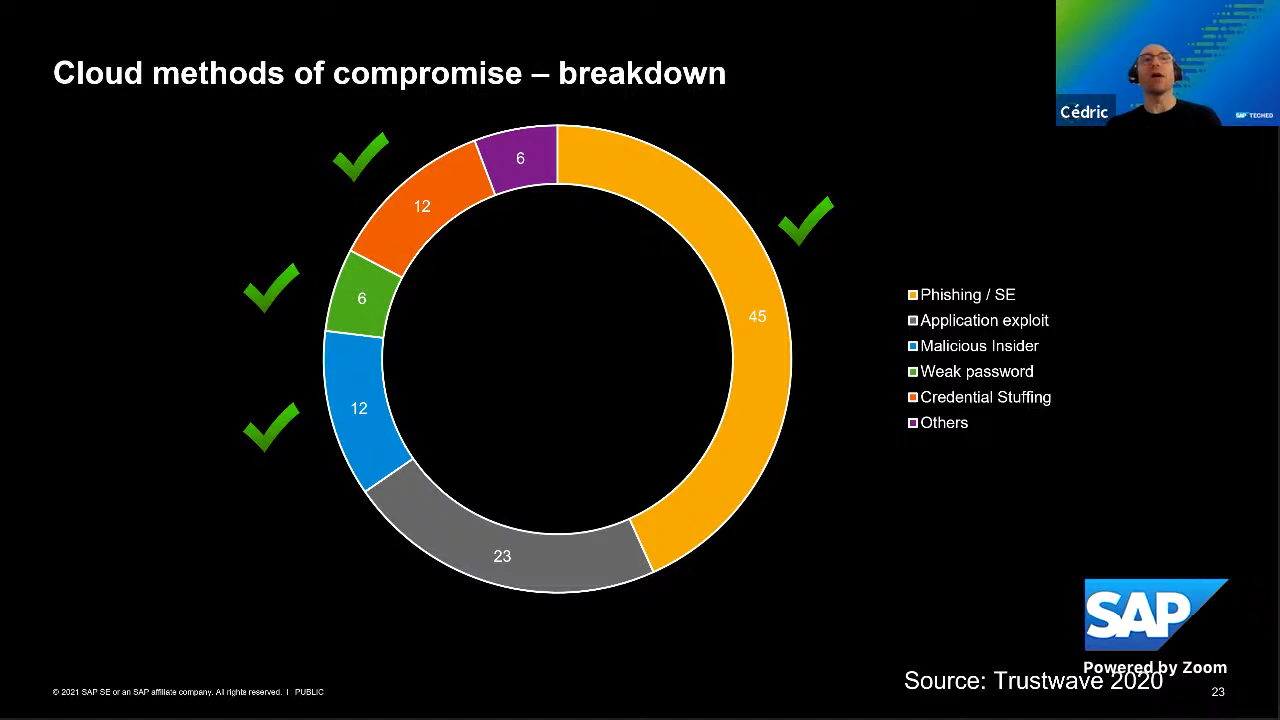 Cloud methods of compromise – breakdown
Cédric
SAP TECHED
6
12
45
6
12
23
Phishing / SE
Application exploit
Malicious Insider
Weak password
Credential Stuffing
Others
SAP
Powered by Zoom
Source: Trustwave 2020
© 2021 SAP SE or an SAP affiliate company. All rights reserved. I PUBLIC
23